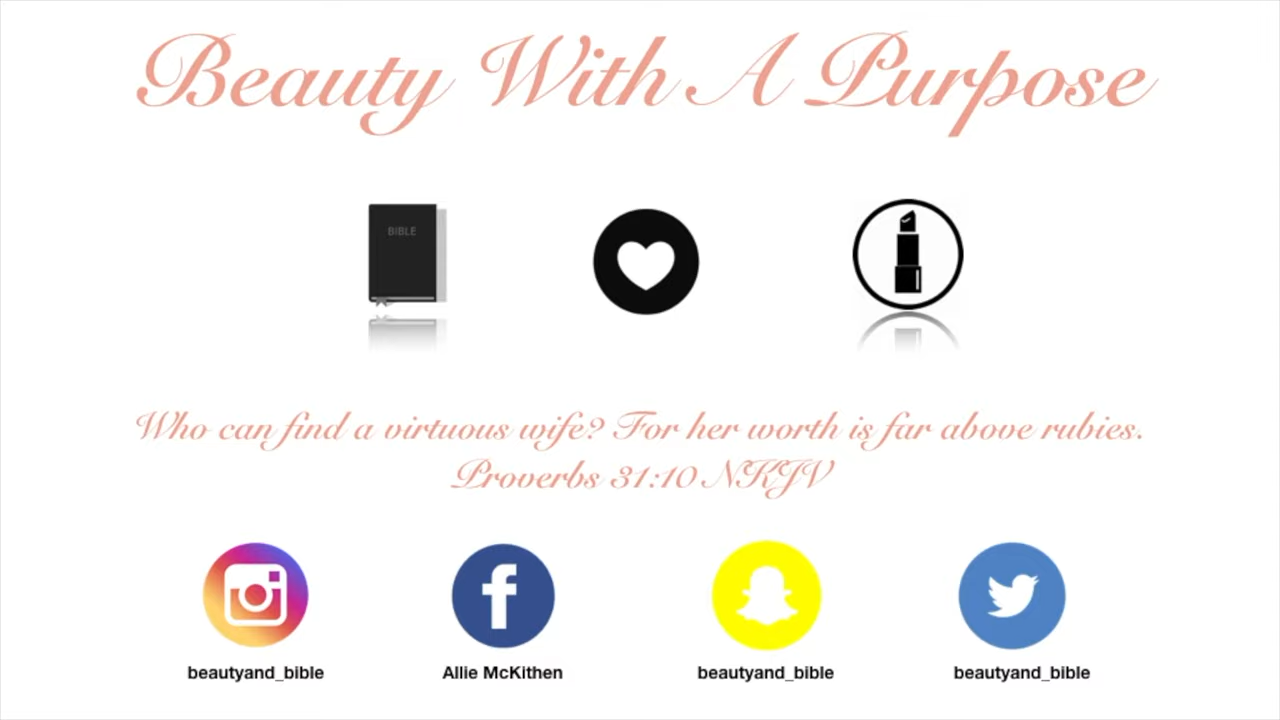 Beauty With A Purpose
BIBLE
Who can find a virtuous wife? For her worth is far above rubies.
Proverbs 31:10 NKJV
beautyand_bible
Allie McKithen
beautyand_bible
beautyand_bible